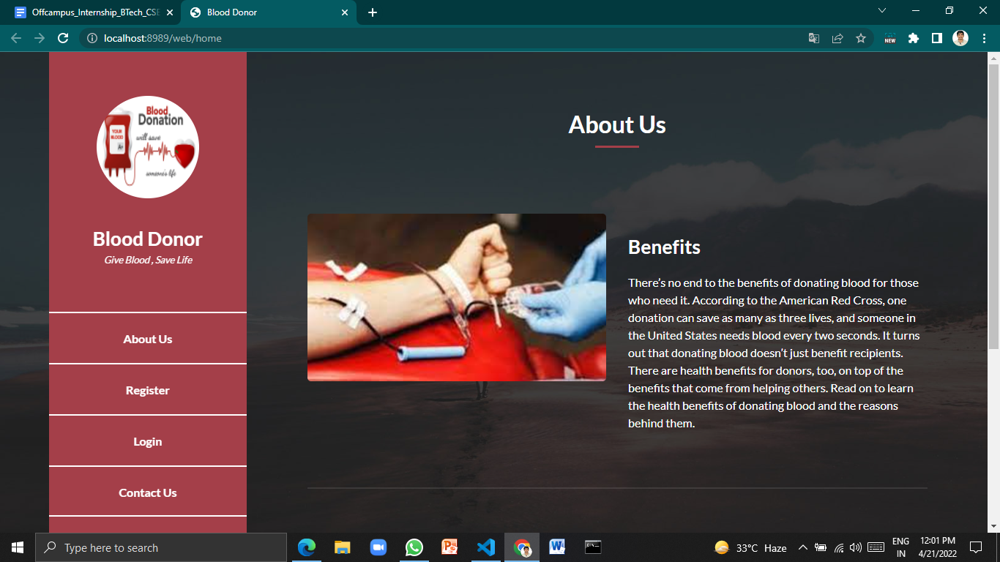 Offcampus_Internship_BTech_CSE
Blood Donor
localhost:8989/web/home
NEW
Blood
Donation
YOUR
BLOOD
A+
will save
someone's life
Blood Donor
Give Blood , Save Life
About Us
Register
Login
Contact Us
About Us
Benefits
There's no end to the benefits of donating blood for those
who need it. According to the American Red Cross, one
donation can save as many as three lives, and someone in
the United States needs blood every two seconds. It turns
out that donating blood doesn't just benefit recipients.
There are health benefits for donors, too, on top of the
benefits that come from helping others. Read on to learn
the health benefits of donating blood and the reasons
behind them.
Type here to search
33°C Haze
ENG
IN
12:01 PM
4/21/2022